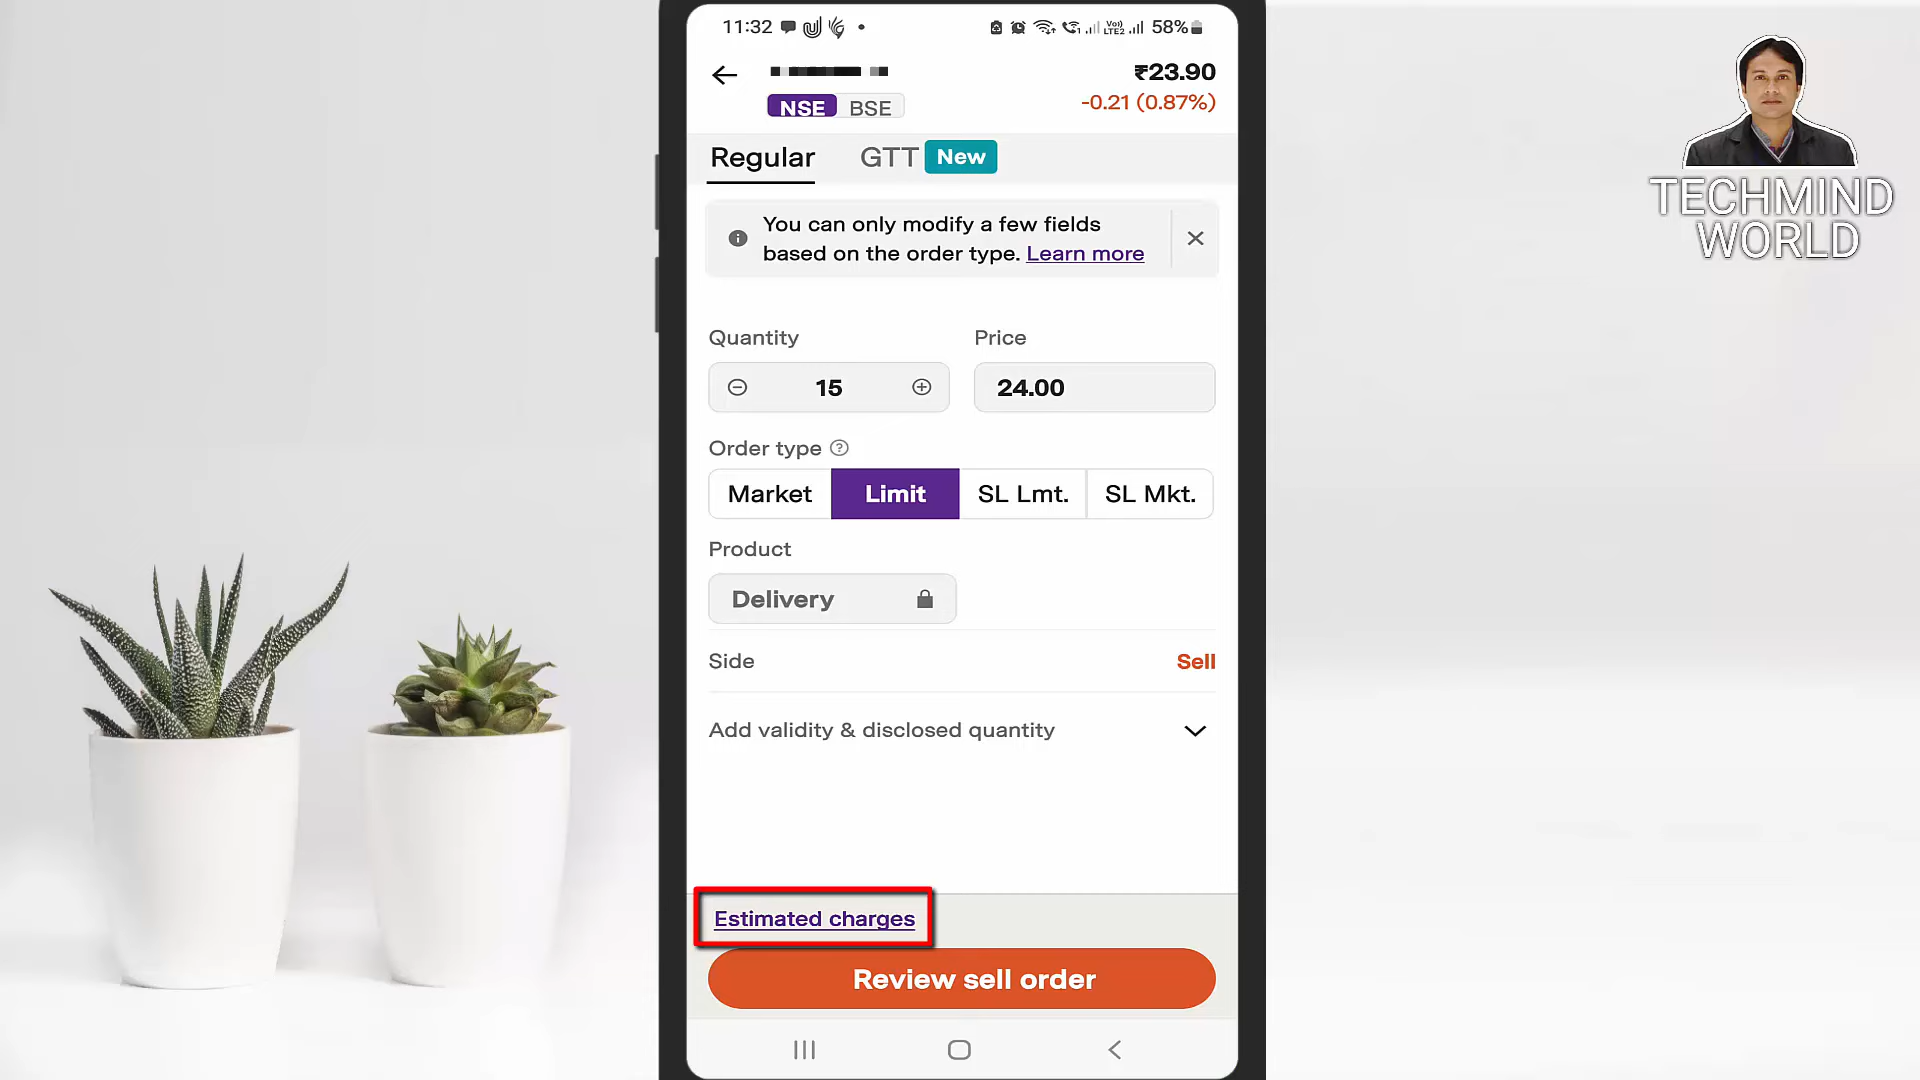 11:32
Vo)) LTE2 58%
₹23.90
NSE BSE
-0.21 (0.87%)
Regular GTT New
You can only modify a few fields
based on the order type. Learn more
Quantity Price
15 24.00
Order type
Market Limit SL Lmt. SL Mkt.
Product
Delivery
Side Sell
Add validity & disclosed quantity
Estimated charges
Review sell order
TECHMIND
WORLD